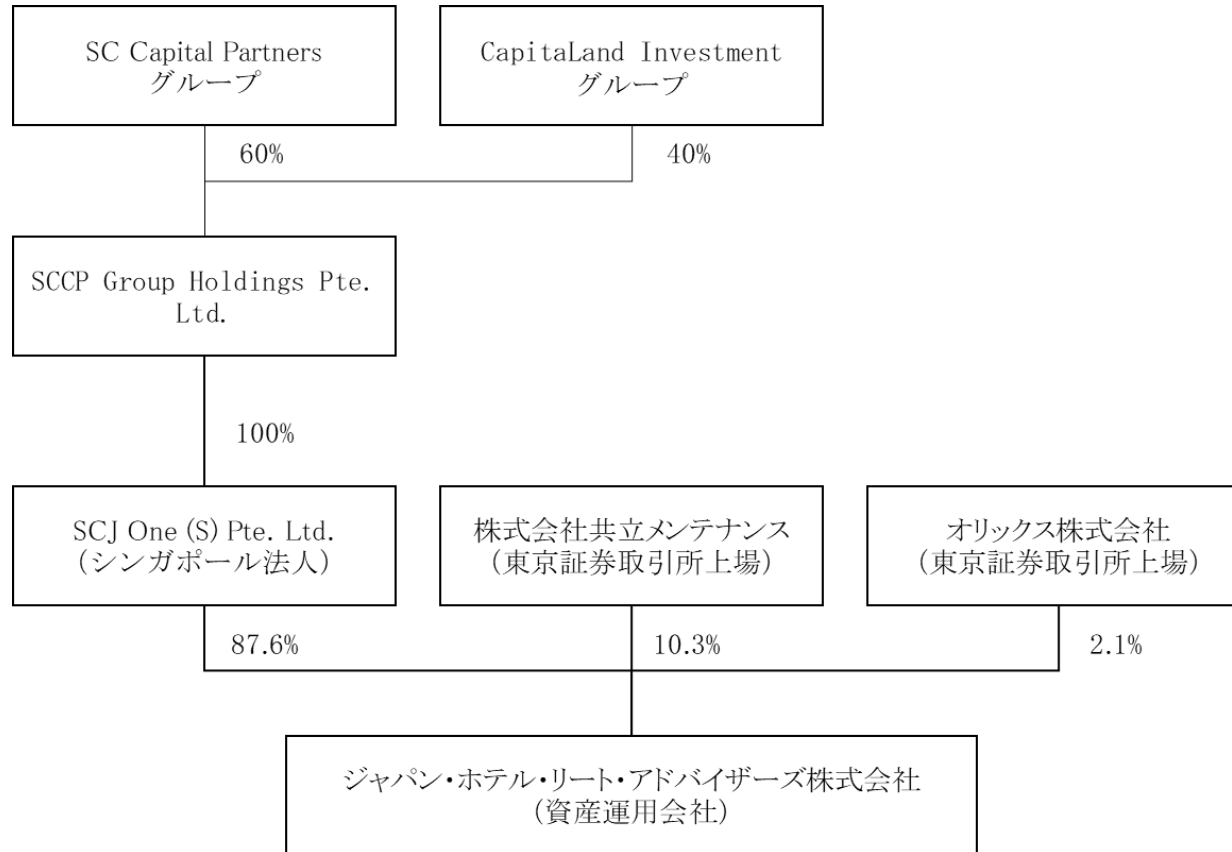 SC Capital Partners
グループ
CapitaLand Investment
グループ
60%
40%
SCCP Group Holdings Pte.
Ltd.
100%
SCJ One (S) Pte. Ltd.
(シンガポール法人)
株式会社共立メンテナンス
(東京証券取引所上場)
オリックス株式会社
(東京証券取引所上場)
87.6%
10.3%
2.1%
ジャパン・ホテル・リート・アドバイザーズ株式会社
(資産運用会社)